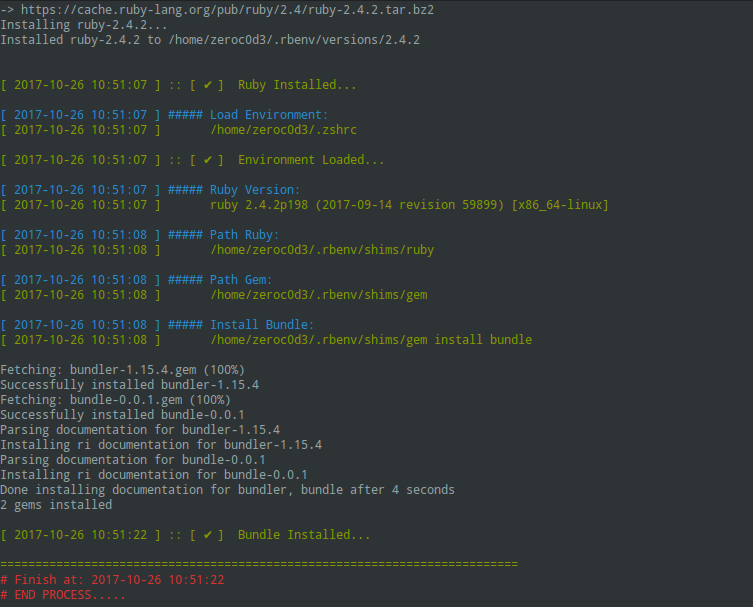 -> https://cache.ruby-lang.org/pub/ruby/2.4/ruby-2.4.2.tar.bz2
Installing ruby-2.4.2...
Installed ruby-2.4.2 to /home/zeroc0d3/.rbenv/versions/2.4.2
[ 2017-10-26 10:51:07 ] :: [ ✔ ]  Ruby Installed...
[ 2017-10-26 10:51:07 ] ##### Load Environment:
[ 2017-10-26 10:51:07 ]       /home/zeroc0d3/.zshrc
[ 2017-10-26 10:51:07 ] :: [ ✔ ]  Environment Loaded...
[ 2017-10-26 10:51:07 ] ##### Ruby Version:
[ 2017-10-26 10:51:07 ]       ruby 2.4.2p198 (2017-09-14 revision 59899) [x86_64-linux]
[ 2017-10-26 10:51:08 ] ##### Path Ruby:
[ 2017-10-26 10:51:08 ]       /home/zeroc0d3/.rbenv/shims/ruby
[ 2017-10-26 10:51:08 ] ##### Path Gem:
[ 2017-10-26 10:51:08 ]       /home/zeroc0d3/.rbenv/shims/gem
[ 2017-10-26 10:51:08 ] ##### Install Bundle:
[ 2017-10-26 10:51:08 ]       /home/zeroc0d3/.rbenv/shims/gem install bundle
Fetching: bundler-1.15.4.gem (100%)
Successfully installed bundler-1.15.4
Fetching: bundle-0.0.1.gem (100%)
Successfully installed bundle-0.0.1
Parsing documentation for bundler-1.15.4
Installing ri documentation for bundler-1.15.4
Parsing documentation for bundle-0.0.1
Installing ri documentation for bundle-0.0.1
Done installing documentation for bundler, bundle after 4 seconds
2 gems installed
[ 2017-10-26 10:51:22 ] :: [ ✔ ]  Bundle Installed...
==========================================================================
# Finish at: 2017-10-26 10:51:22
# END PROCESS.....